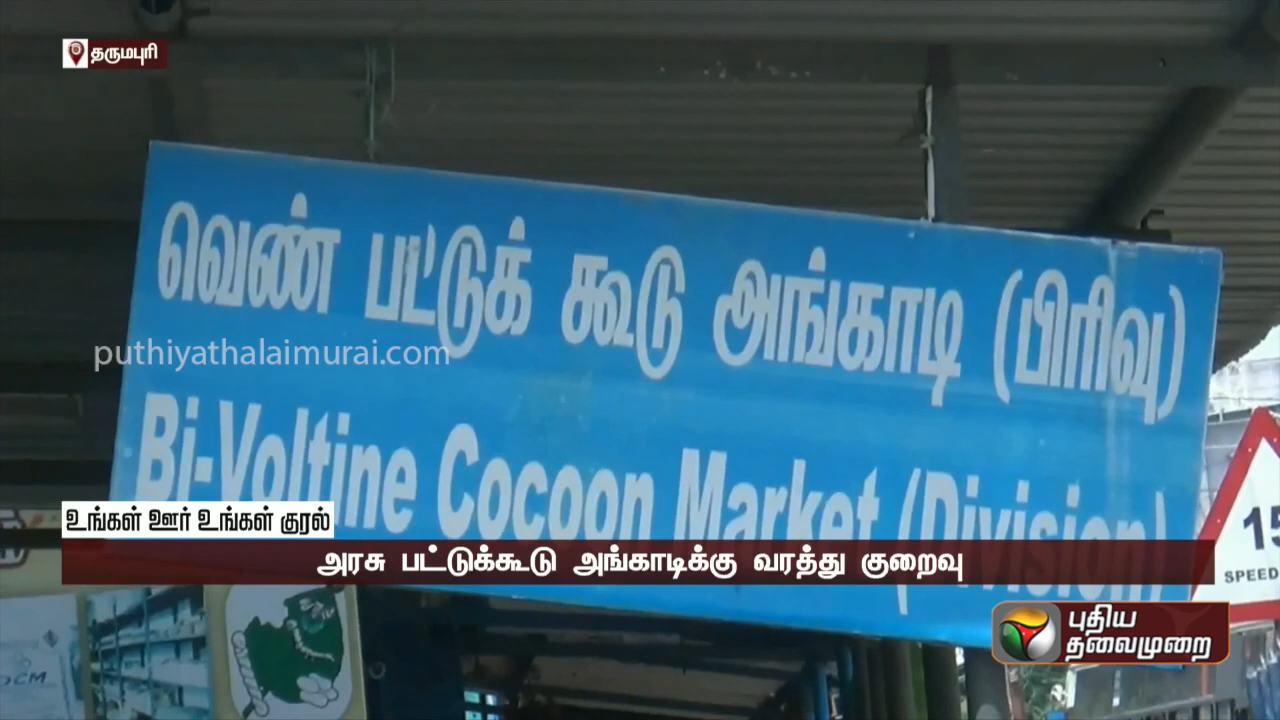 தருமபுரி
வெண் பட்டுக் கூடு அங்காடி (பிரிவு)
puthiyathalaimurai.com
Bi-Voltine Cocoon Market (Division)
உங்கள் ஊர் உங்கள் குரல்
அரசு பட்டுக்கூடு அங்காடிக்கு வரத்து குறைவு
SPEED
புதிய
தலைமுறை